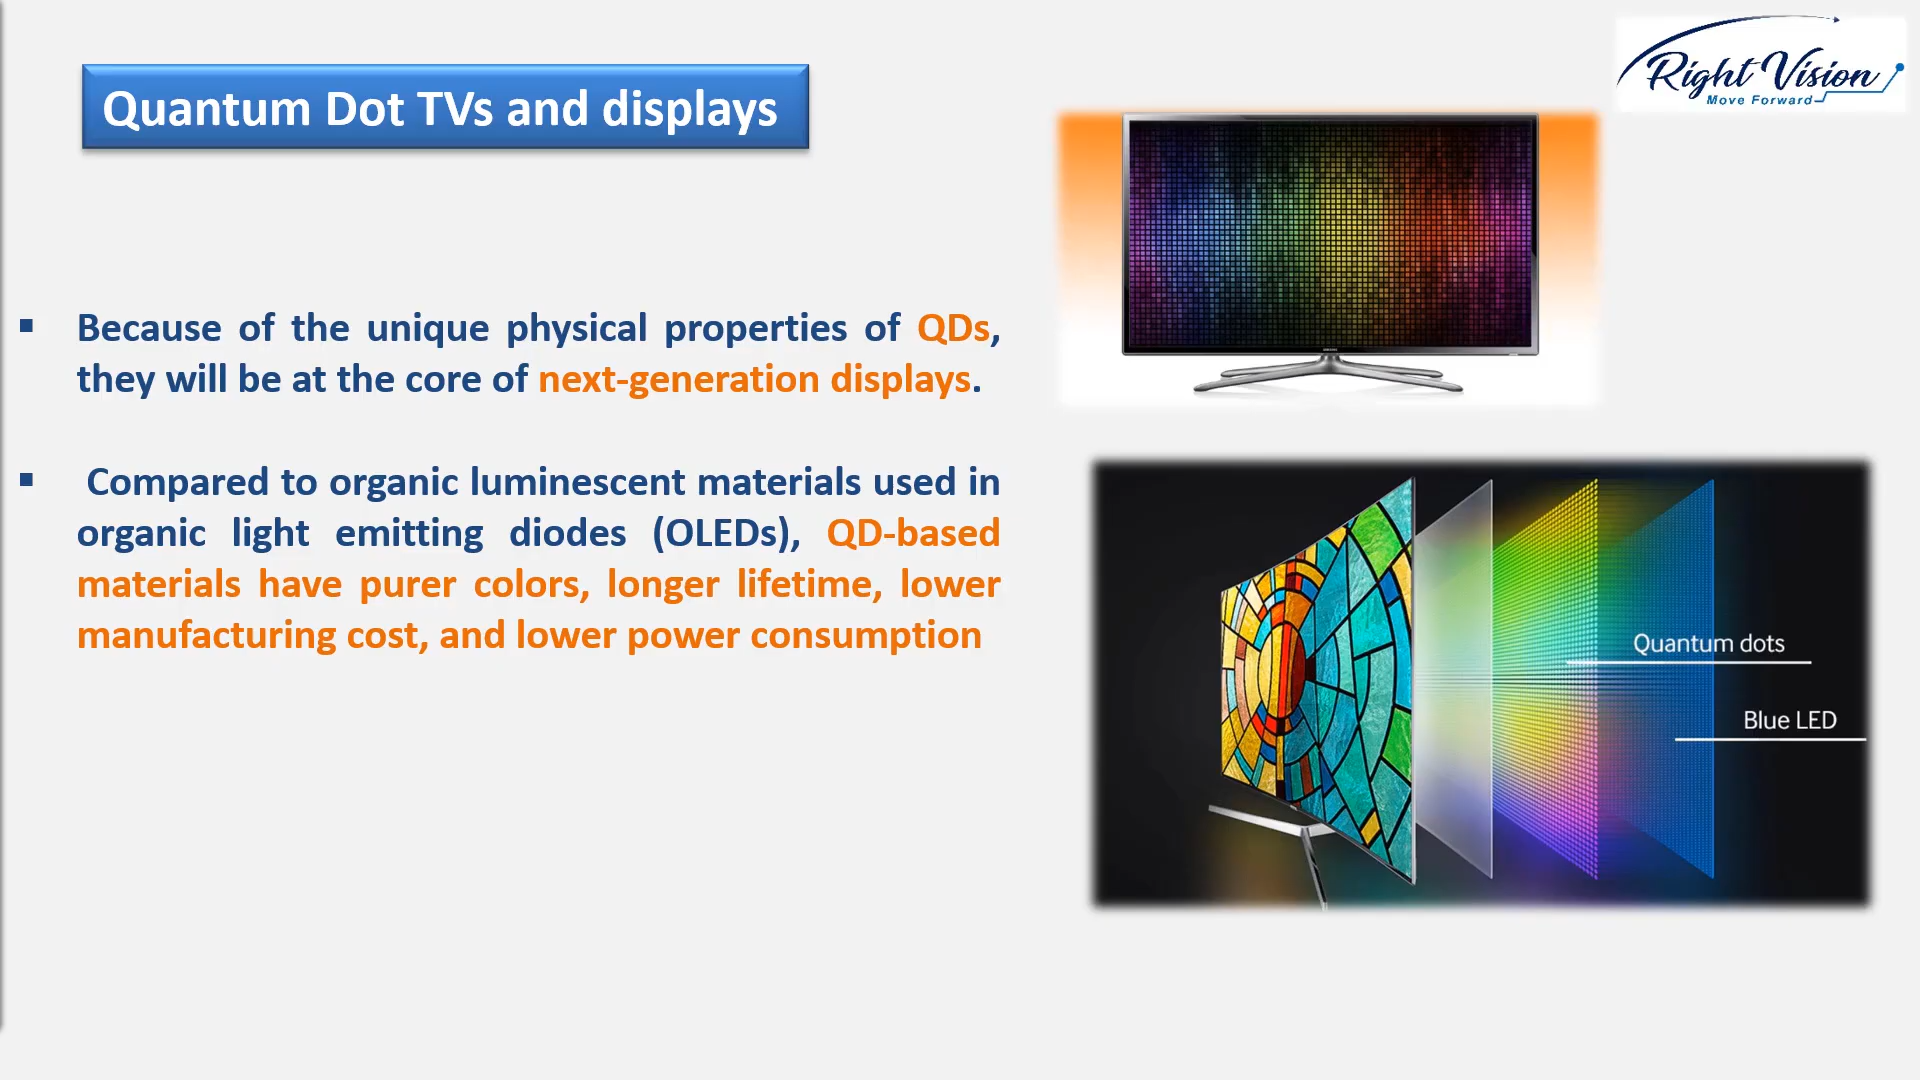 Right Vision
Move Forward
Quantum Dot TVs and displays
▪ Because of the unique physical properties of QDs,
they will be at the core of next-generation displays.
▪ Compared to organic luminescent materials used in
organic light emitting diodes (OLEDs), QD-based
materials have purer colors, longer lifetime, lower
manufacturing cost, and lower power consumption
Quantum dots
Blue LED